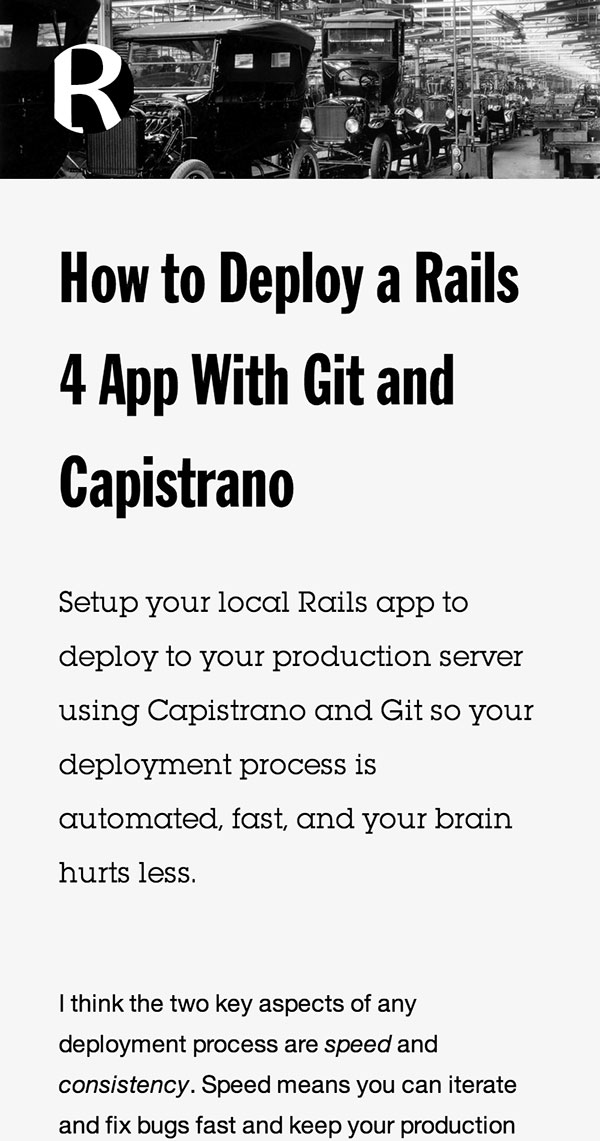 R
How to Deploy a Rails
4 App With Git and
Capistrano
Setup your local Rails app to
deploy to your production server
using Capistrano and Git so your
deployment process is
automated, fast, and your brain
hurts less.
I think the two key aspects of any
deployment process are speed and
consistency. Speed means you can iterate
and fix bugs fast and keep your production